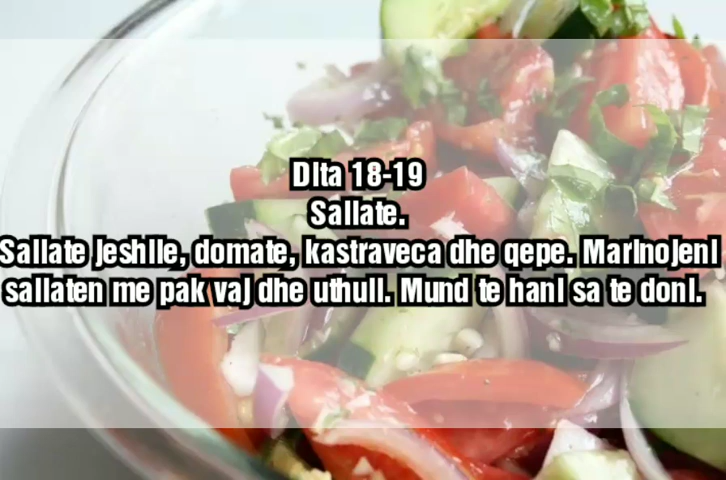 Dita 18-19
Sallate.
Sallate jeshile, domate, kastraveca dhe qepe. Marinojeni
sallaten me pak vaj dhe uthull. Mund te hani sa te doni.